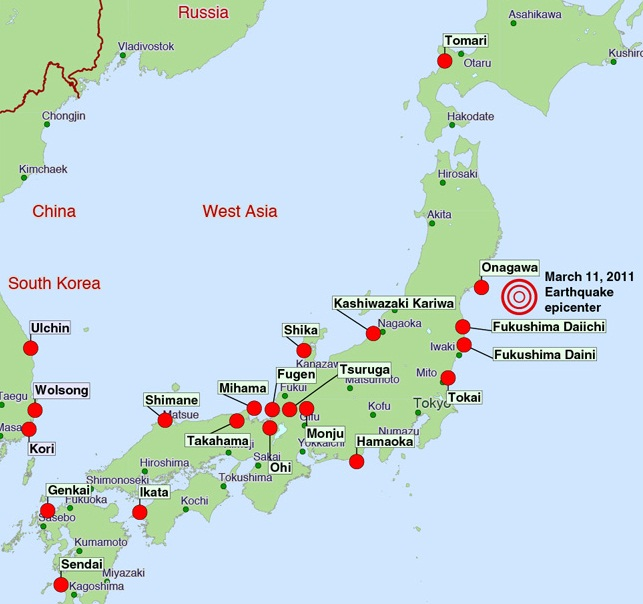 Russia
Asahikawa
Tomari
Vladivostok
Otaru
Kushiro
Chongjin
Hakodate
Kimchaek
Hirosaki
China
West Asia
Akita
Onagawa
March 11, 2011
Earthquake
epicenter
South Korea
Kashiwazaki Kariwa
Nagaoka
Fukushima Daiichi
Ulchin
Shika
Iwaki
Fukushima Daini
Kanazaw
Tsuruga
Fugen
Mito
Taegu
Wolsong
Mihama
Fukui
Matsumoto
Tokai
Shimane
Matsue
Gifu
Kofu
Tokyo
Masa
Kori
Takahama
Monju
Numazu
Hamaoka
Yokkaichi
Sakai
Ohi
Hiroshima
Shimonoseki
Tokushima
Genkai
Ikata
Kochi
Fukuoka
Sasebo
Kumamoto
Sendai
Miyazaki
Kagoshima